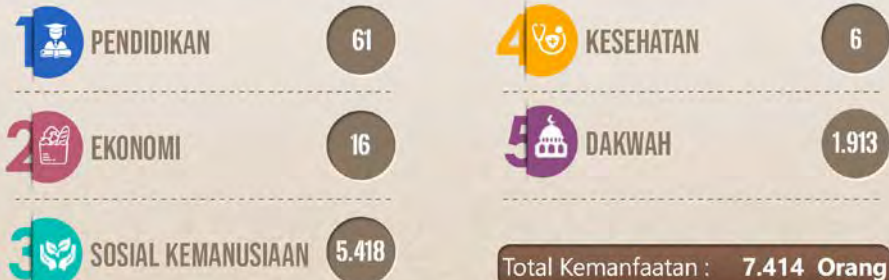 1 PENDIDIKAN 61
2 EKONOMI 16
3 SOSIAL KEMANUSIAAN 5.418
4 KESEHATAN 6
5 DAKWAH 1.913
Total Kemanfaatan : 7.414 Orang